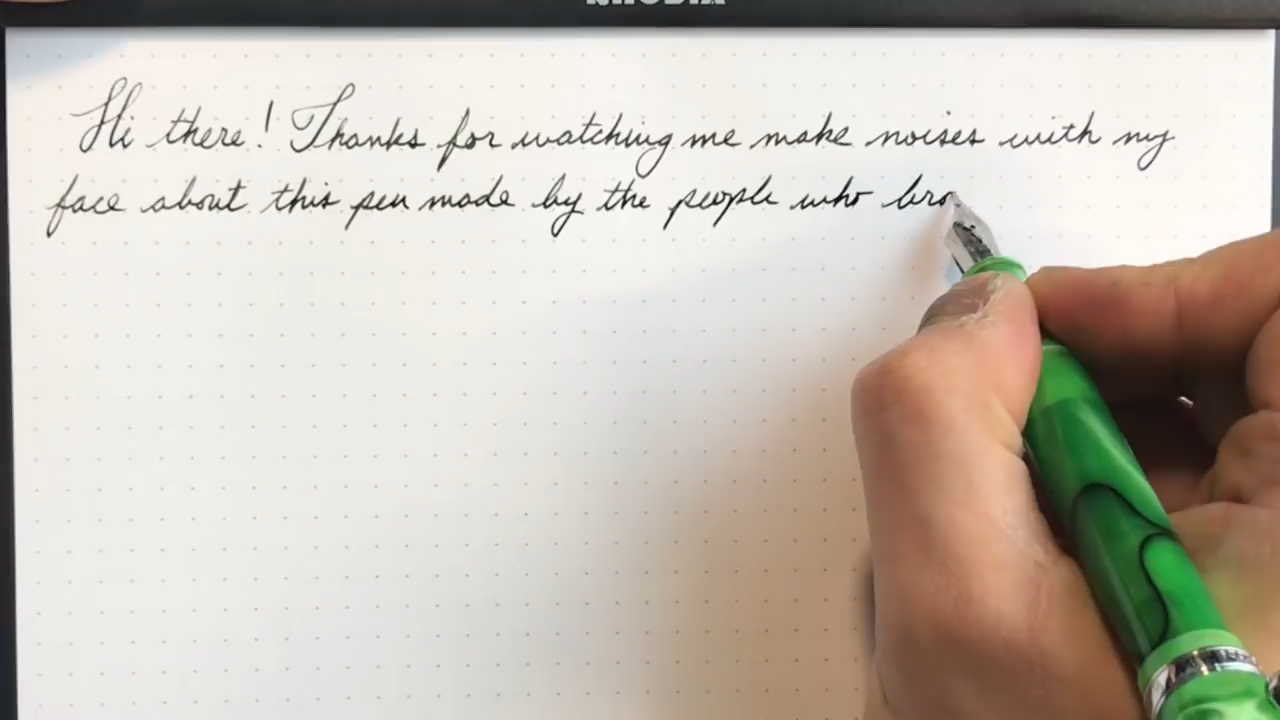 RHODIA
Hi there! Thanks for watching me make noises with my
face about this pen made by the people who bro